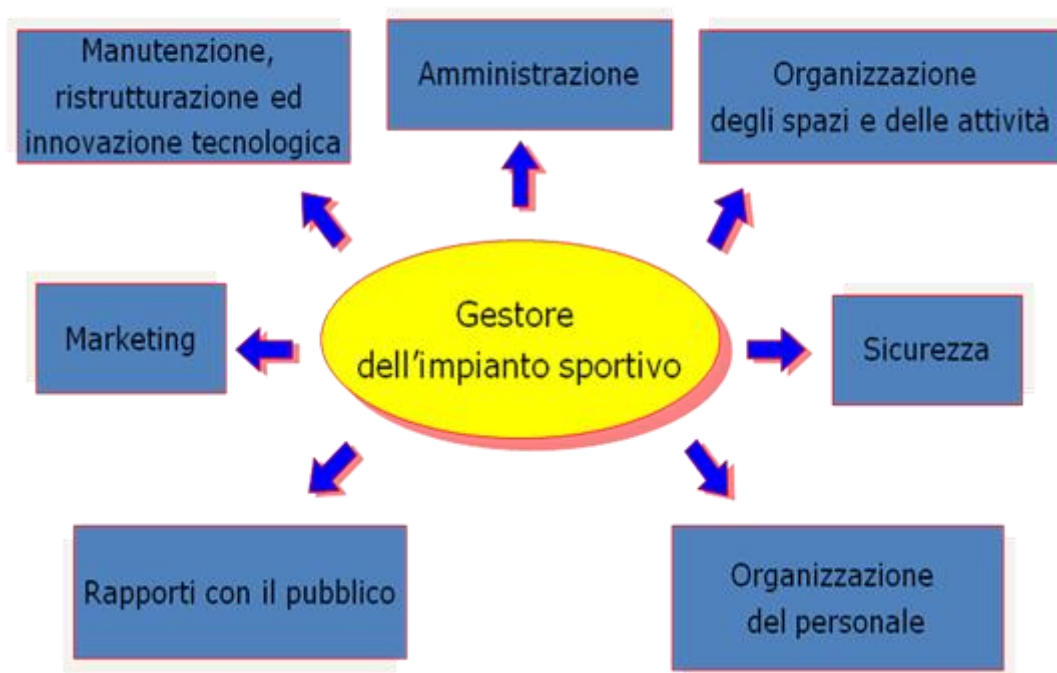 Manutenzione,
ristrutturazione ed
innovazione tecnologica
Amministrazione
Organizzazione
degli spazi e delle attività
Gestore
dell'impianto sportivo
Marketing
Sicurezza
Rapporti con il pubblico
Organizzazione
del personale